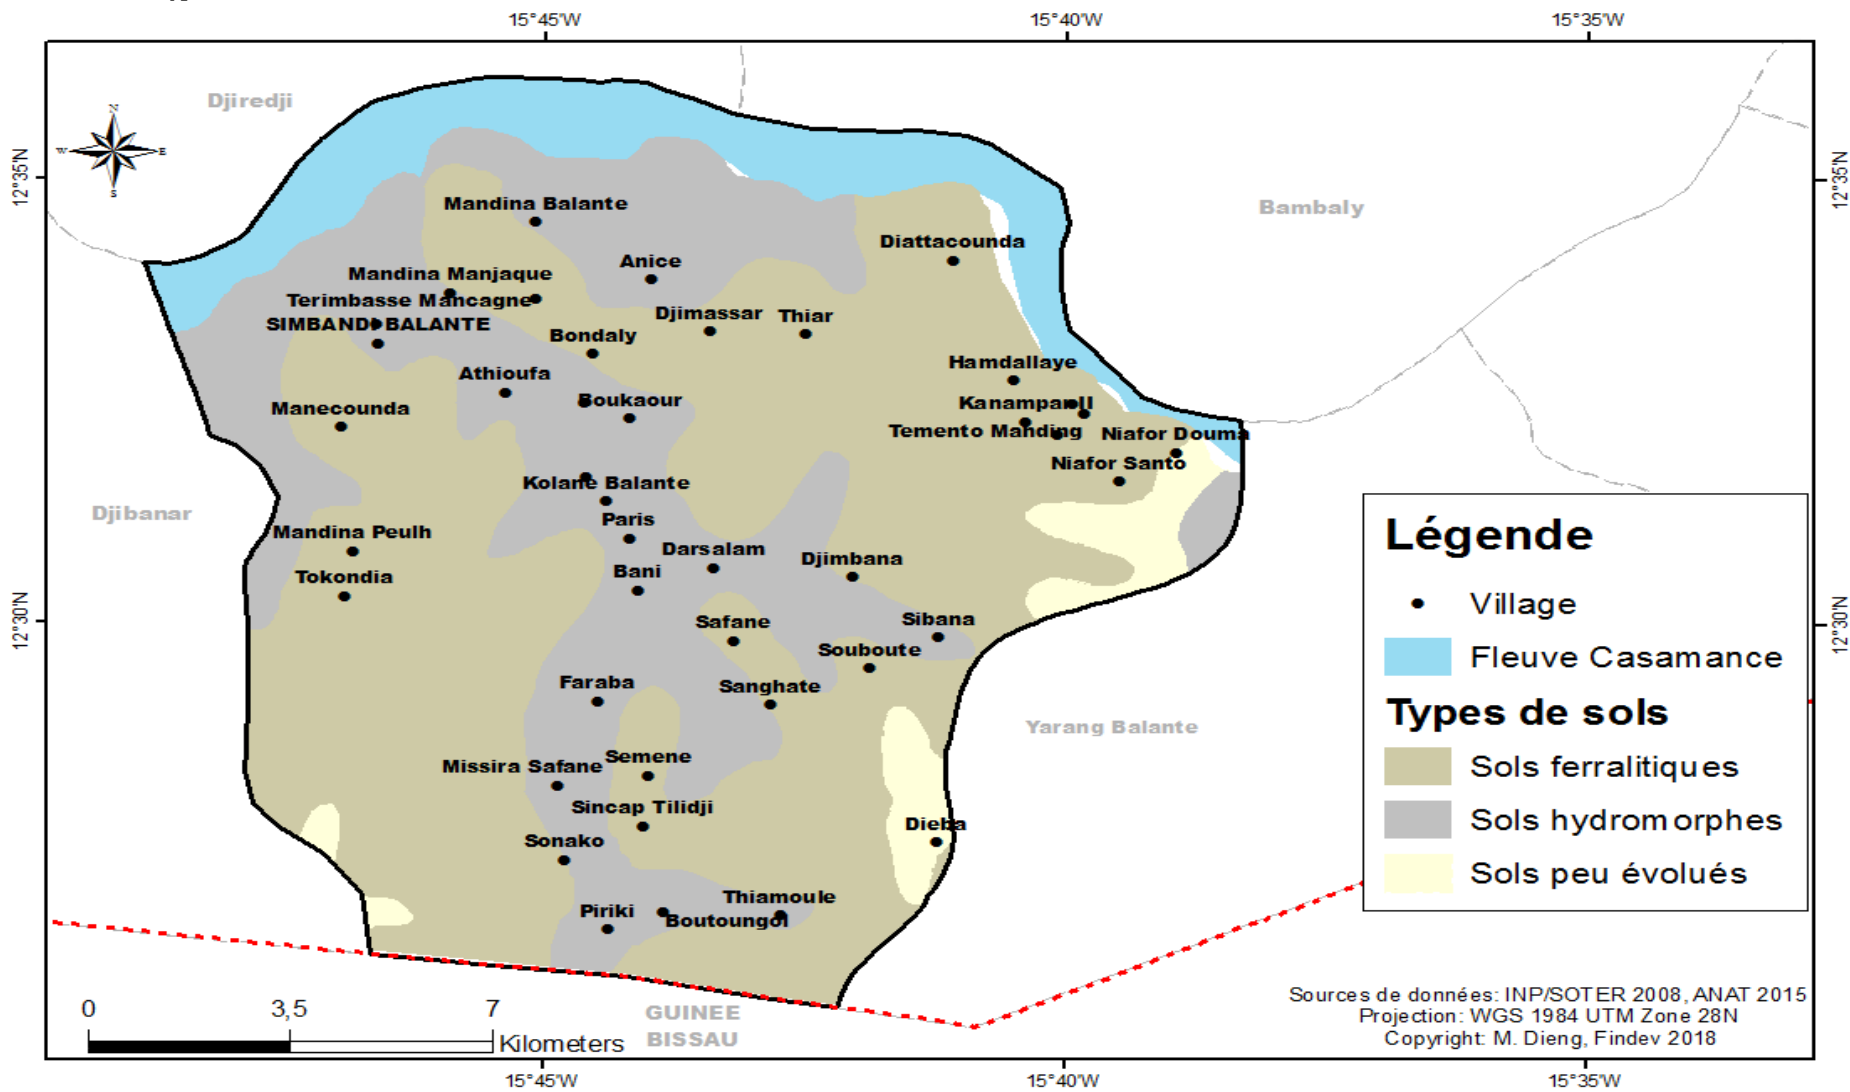 15°45'W
15°40'W
15°35'W
Djiredji
N
W
E
S
12°35'N
12°35'N
Mandina Balante
Bambaly
Diattacounda
Anice
Mandina Manjaque
Terimbasse Mancagne
Djimassar
Thiar
SIMBANDI BALANTE
Bondaly
Hamdallaye
Athioufa
Boukaour
Kanampan II
Manecounda
Temento Manding
Niafor Douma
Niafor Santo
Kolane Balante
Djibanar
Paris
Mandina Peulh
Darsalam
Djimbana
Bani
Tokondia
12°30'N
12°30'N
Safane
Sibana
Souboute
Faraba
Sanghate
Yarang Balante
Semene
Missira Safane
Sincap Tilidji
Dieba
Sonako
Thiamoule
Piriki
Boutoungol
Légende
Village
Fleuve Casamance
Types de sols
Sols ferralitiques
Sols hydromorphes
Sols peu évolués
0
3,5
7
Kilometers
GUINEE
BISSAU
Sources de données: INP/SOTER 2008, ANAT 2015
Projection: WGS 1984 UTM Zone 28N
Copyright: M. Dieng, Findev 2018
15°45'W
15°40'W
15°35'W